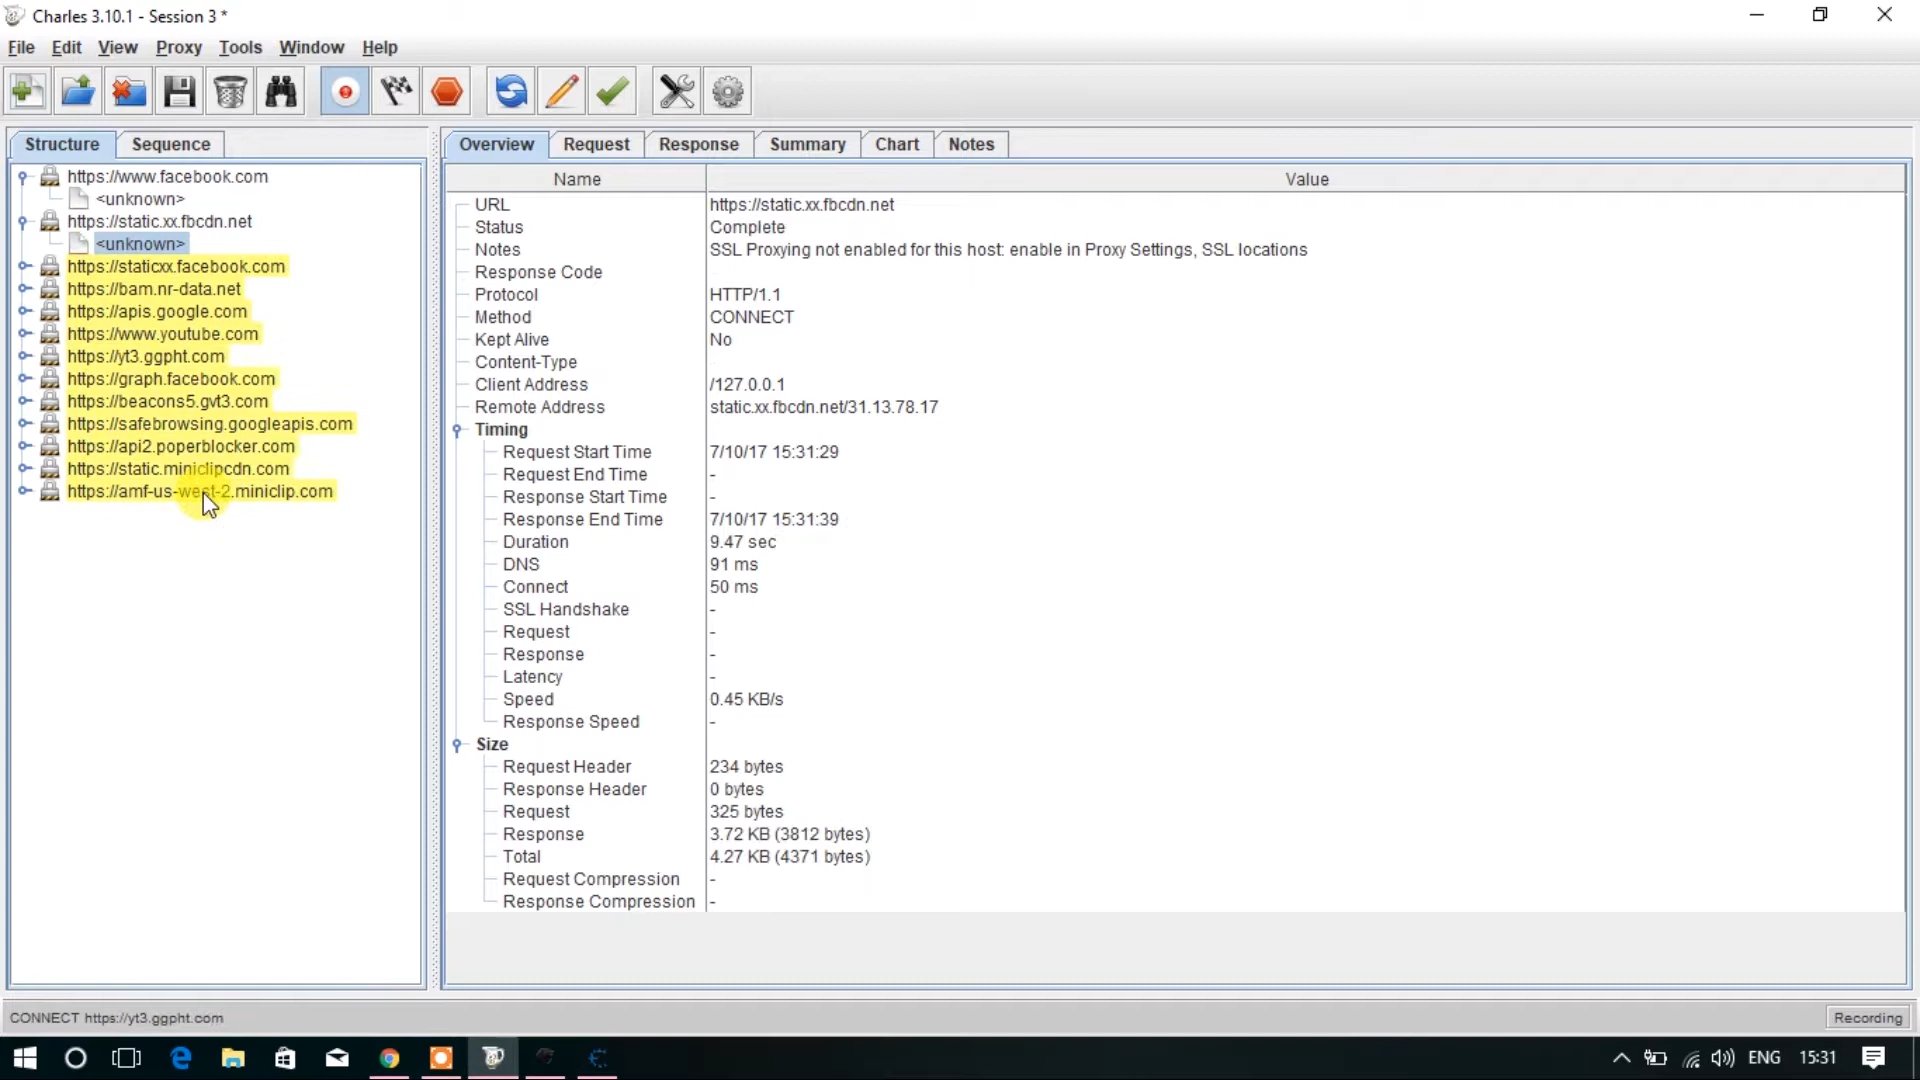 Charles 3.10.1 - Session 3 *
File Edit View Proxy Tools Window Help
Structure Sequence
https://www.facebook.com
<unknown>
https://static.xx.fbcdn.net
<unknown>
https://staticxx.facebook.com
https://bam.nr-data.net
https://apis.google.com
https://www.youtube.com
https://yt3.ggpht.com
https://graph.facebook.com
https://beacons5.gvt3.com
https://safebrowsing.googleapis.com
https://api2.poperblocker.com
https://static.miniclipcdn.com
https://amf-us-west-2.miniclip.com
Overview Request Response Summary Chart Notes
Name Value
URL https://static.xx.fbcdn.net
Status Complete
Notes SSL Proxying not enabled for this host: enable in Proxy Settings, SSL locations
Response Code
Protocol HTTP/1.1
Method CONNECT
Kept Alive No
Content-Type
Client Address /127.0.0.1
Remote Address static.xx.fbcdn.net/31.13.78.17
Timing
Request Start Time 7/10/17 15:31:29
Request End Time -
Response Start Time -
Response End Time 7/10/17 15:31:39
Duration 9.47 sec
DNS 91 ms
Connect 50 ms
SSL Handshake -
Request -
Response -
Latency -
Speed 0.45 KB/s
Response Speed -
Size
Request Header 234 bytes
Response Header 0 bytes
Request 325 bytes
Response 3.72 KB (3812 bytes)
Total 4.27 KB (4371 bytes)
Request Compression -
Response Compression -
CONNECT https://yt3.ggpht.com
Recording
ENG 15:31